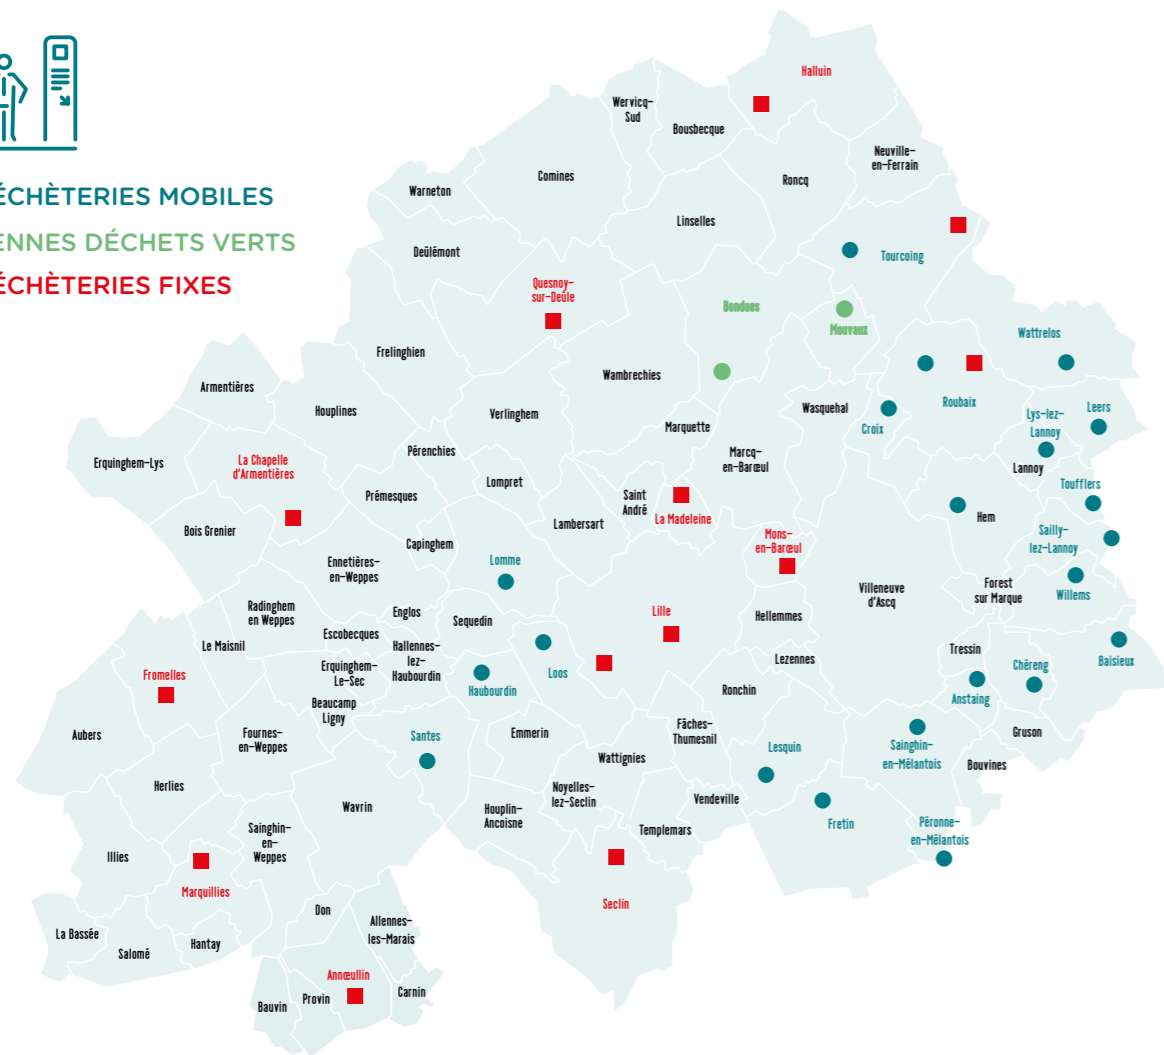 ÉCHÈTERIES MOBILES
ENNES DÉCHETS VERTS
ÉCHÈTERIES FIXES
Halluin
Wervicq-
Sud
Bousbecque
Neuville-
en-Ferrain
Comines
Roncq
Warneton
Linselles
Deûlémont
Tourcoing
Quesnoy-
sur-Deûle
Bondues
Mouvaux
Wattrelos
Frelinghien
Wambrechies
Armentières
Houplines
Verlinghem
Wasquehal
Roubaix
Croix
Lys-lez-
Lannoy
Leers
Marquette
Erquinghem-Lys
La Chapelle
d'Armentières
Pérenchies
Marcq-
en-Barœul
Lannoy
Lompret
Toufflers
Prémesques
Saint
André
La Madeleine
Lambersart
Hem
Bois Grenier
Capinghem
Mons-
en-Barœul
Sailly-
lez-Lannoy
Ennetières-
en-Weppes
Lomme
Villeneuve
d'Ascq
Forest
sur Marque
Willems
Radinghem
en Weppes
Englos
Sequedin
Lille
Hellemmes
Escobecques
Le Maisnil
Hallennes-
lez-
Haubourdin
Tressin
Lezennes
Baisieux
Chéreng
Erquinghem-
Le-Sec
Fromelles
Loos
Haubourdin
Ronchin
Anstaing
Beaucamp
Ligny
Aubers
Fournes-
en-Weppes
Santes
Emmerin
Fâches-
Thumesnil
Gruson
Lesquin
Sainghin-
en-Mélantois
Wattignies
Bouvines
Herlies
Noyelles-
lez-Seclin
Vendeville
Wavrin
Houplin-
Ancoisne
Templemars
Fretin
Péronne-
en-Mélantois
Sainghin-
en-
Weppes
Illies
Marquillies
Seclin
Don
Allennes-
les-Marais
La Bassée
Salomé
Hantay
Annœullin
Bauvin
Provin
Carnin